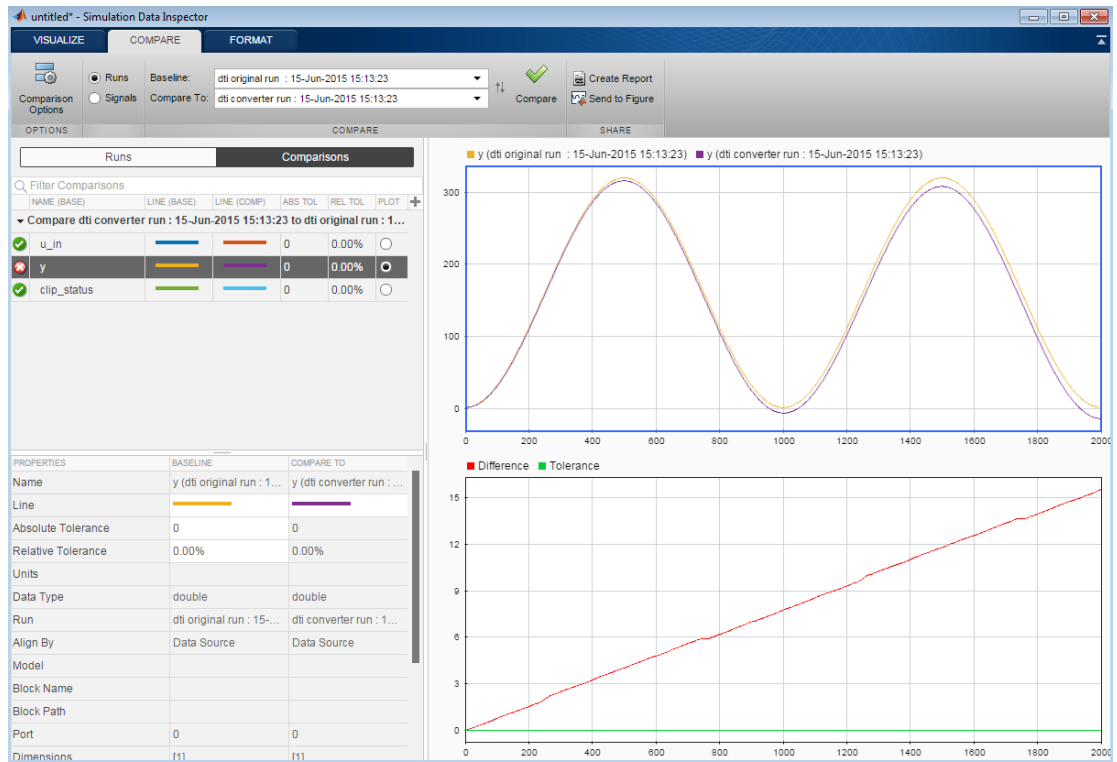 untitled* - Simulation Data Inspector
VISUALIZE COMPARE FORMAT
Comparison Options
Runs
Signals
Baseline: dti original run : 15-Jun-2015 15:13:23
Compare To: dti converter run : 15-Jun-2015 15:13:23
Compare
Create Report
Send to Figure
OPTIONS COMPARE SHARE
Runs Comparisons
Filter Comparisons
NAME (BASE) LINE (BASE) LINE (COMP) ABS TOL REL TOL PLOT
Compare dti converter run : 15-Jun-2015 15:13:23 to dti original run : 1...
u_in 0 0.00%
y 0 0.00%
clip_status 0 0.00%
PROPERTIES BASELINE COMPARE TO
Name y (dti original run : 1... y (dti converter run : ...
Line
Absolute Tolerance 0 0
Relative Tolerance 0.00% 0.00%
Units
Data Type double double
Run dti original run : 15-... dti converter run : 1...
Align By Data Source Data Source
Model
Block Name
Block Path
Port 0 0
Dimensions [1] [1]
y (dti original run : 15-Jun-2015 15:13:23) y (dti converter run : 15-Jun-2015 15:13:23)
300
200
100
0
0 200 400 600 800 1000 1200 1400 1600 1800 2000
Difference Tolerance
15
12
9
6
3
0
0 200 400 600 800 1000 1200 1400 1600 1800 2000